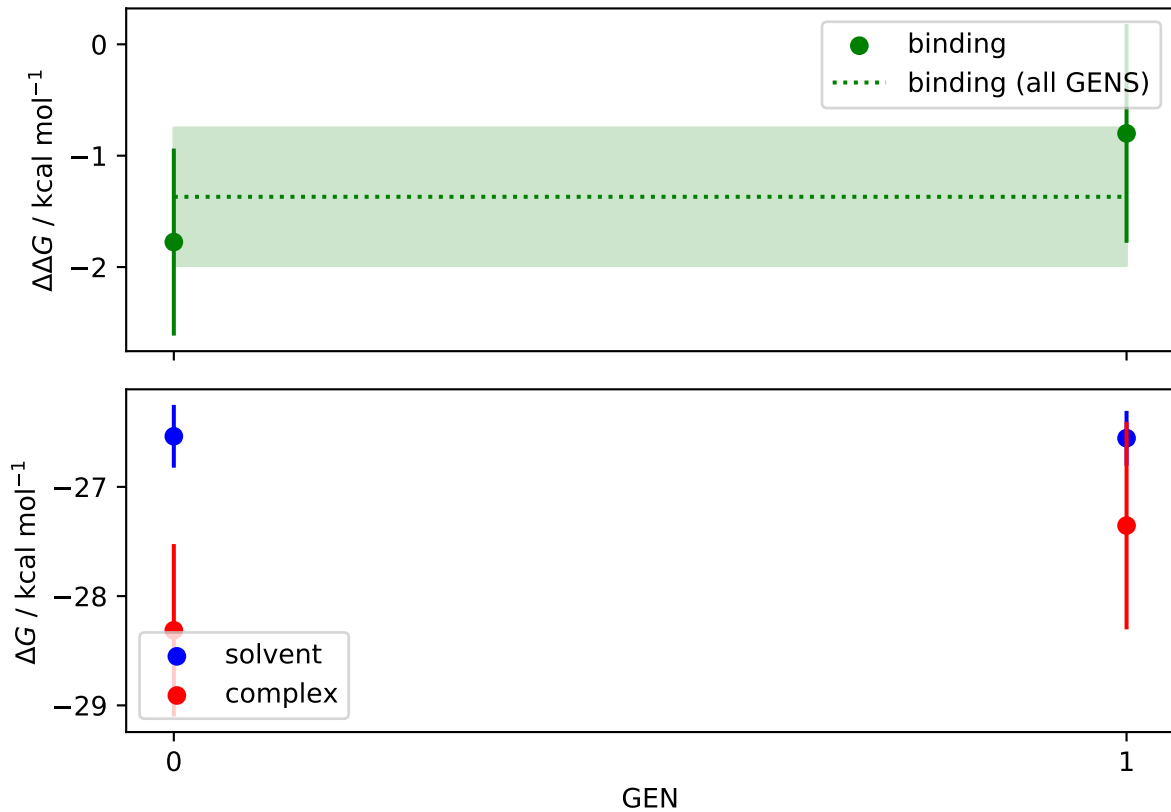 0
−1
−2
ΔΔG / kcal mol⁻¹
binding
binding (all GENS)
−27
−28
−29
ΔG / kcal mol⁻¹
solvent
complex
0
1
GEN